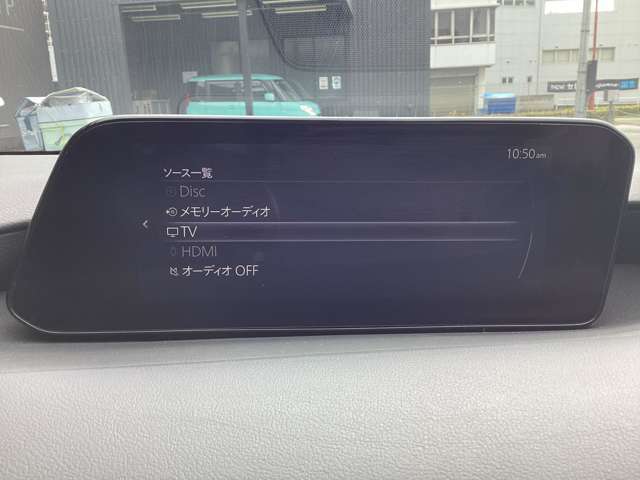 10:50am
ソース一覧
Disc
メモリーオーディオ
TV
HDMI
オーディオ OFF
NEW